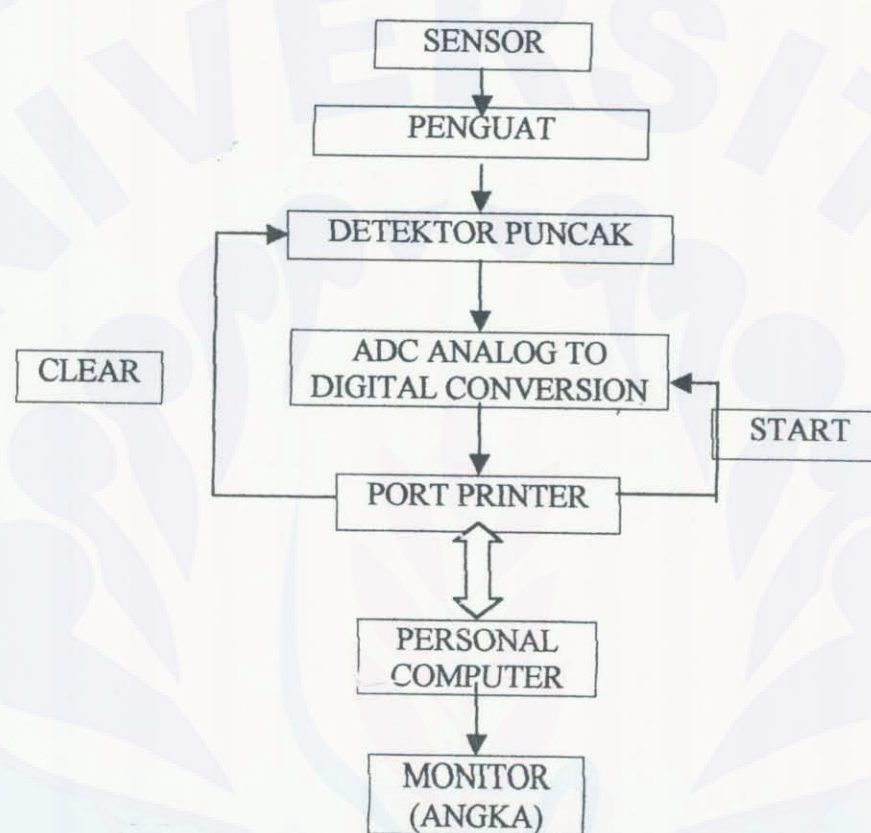 SENSOR
PENGUAT
DETEKTOR PUNCAK
ADC ANALOG TO
DIGITAL CONVERSION
CLEAR
START
PORT PRINTER
PERSONAL
COMPUTER
MONITOR
(ANGKA)